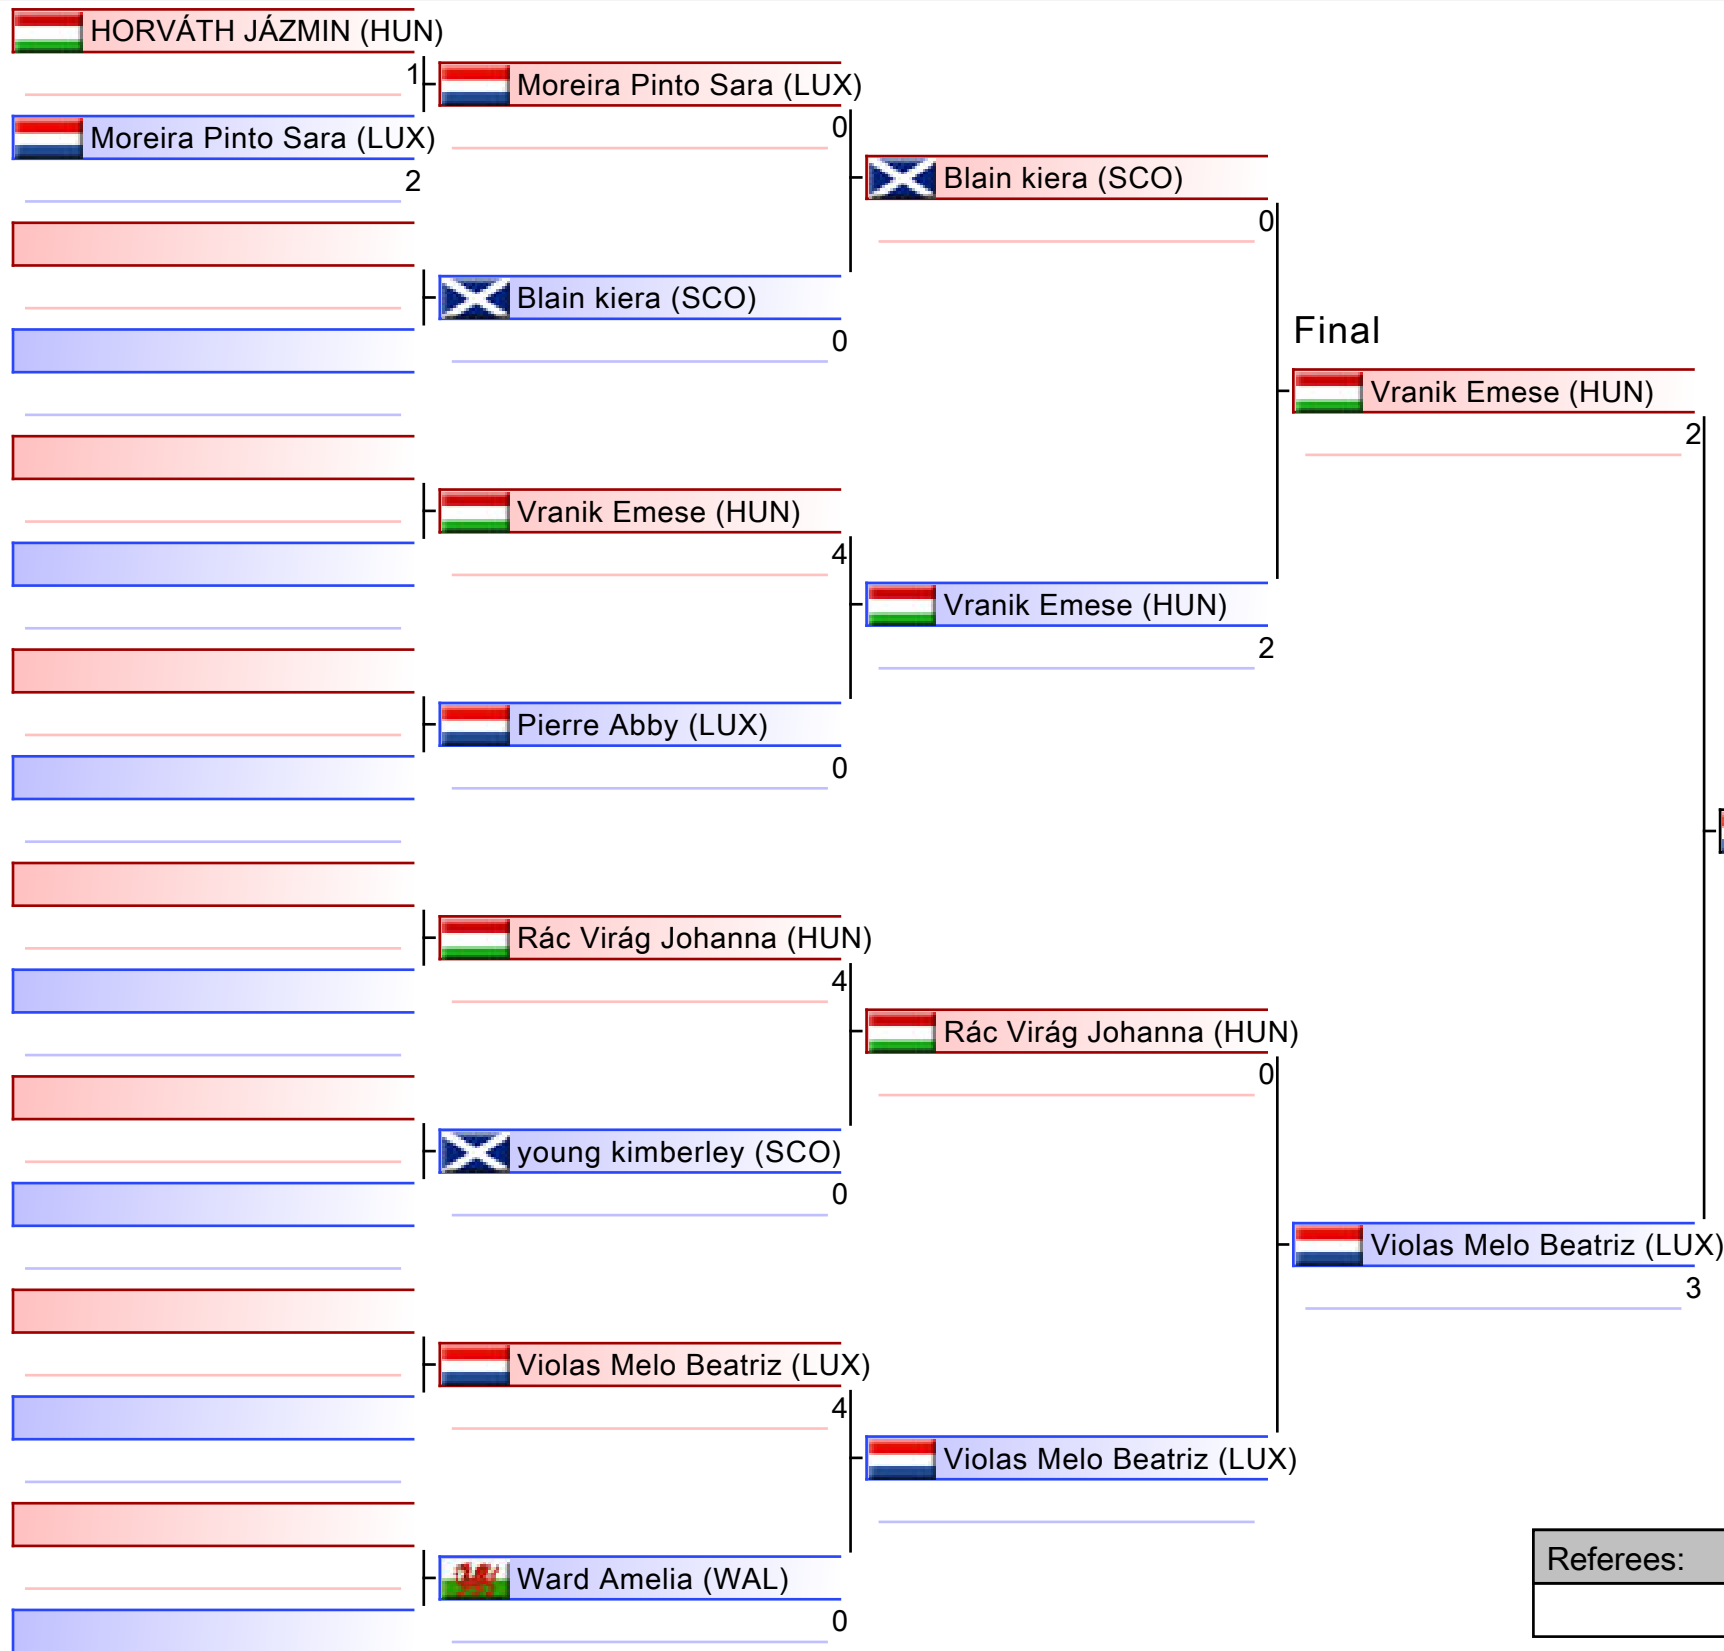 HORVÁTH JÁZMIN (HUN)
1
Moreira Pinto Sara (LUX)
2
Moreira Pinto Sara (LUX)
0
Blain kiera (SCO)
0
Vranik Emese (HUN)
4
Pierre Abby (LUX)
0
Rác Virág Johanna (HUN)
4
young kimberley (SCO)
0
Violas Melo Beatriz (LUX)
4
Ward Amelia (WAL)
0
Blain kiera (SCO)
0
Vranik Emese (HUN)
2
Rác Virág Johanna (HUN)
0
Violas Melo Beatriz (LUX)
Final
Vranik Emese (HUN)
2
Violas Melo Beatriz (LUX)
3
Referees: